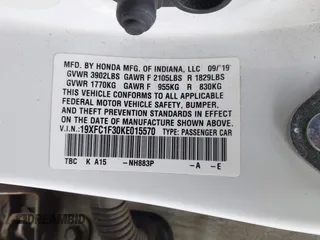 MFD. BY HONDA MFG. OF INDIANA, LLC 09/'19
GVWR 3902LBS GAWR F 2105LBS R 1829LBS
GVWR 1770KG GAWR F 955KG R 830KG
THIS VEHICLE CONFORMS TO ALL APPLICABLE
FEDERAL MOTOR VEHICLE SAFETY, BUMPER,
AND THEFT PREVENTION STANDARDS IN EFFECT
ON THE DATE OF MANUFACTURE SHOWN ABOVE.
V.I.N.:19XFC1F30KE015570 TYPE: PASSENGER CAR
TBC K A15 -NH883P -A -E
DREAMBID